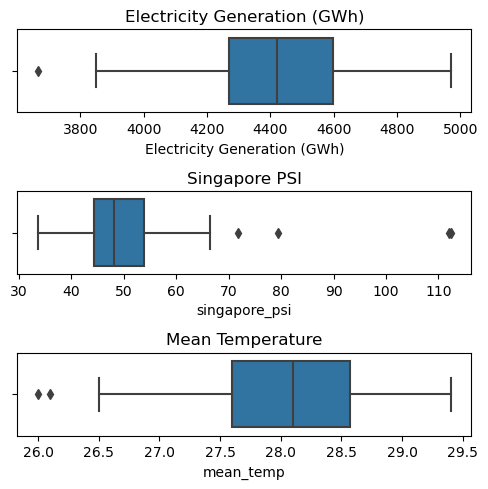 Electricity Generation (GWh)
3800 4000 4200 4400 4600 4800 5000
Electricity Generation (GWh)
Singapore PSI
30 40 50 60 70 80 90 100 110
singapore_psi
Mean Temperature
26.0 26.5 27.0 27.5 28.0 28.5 29.0 29.5
mean_temp